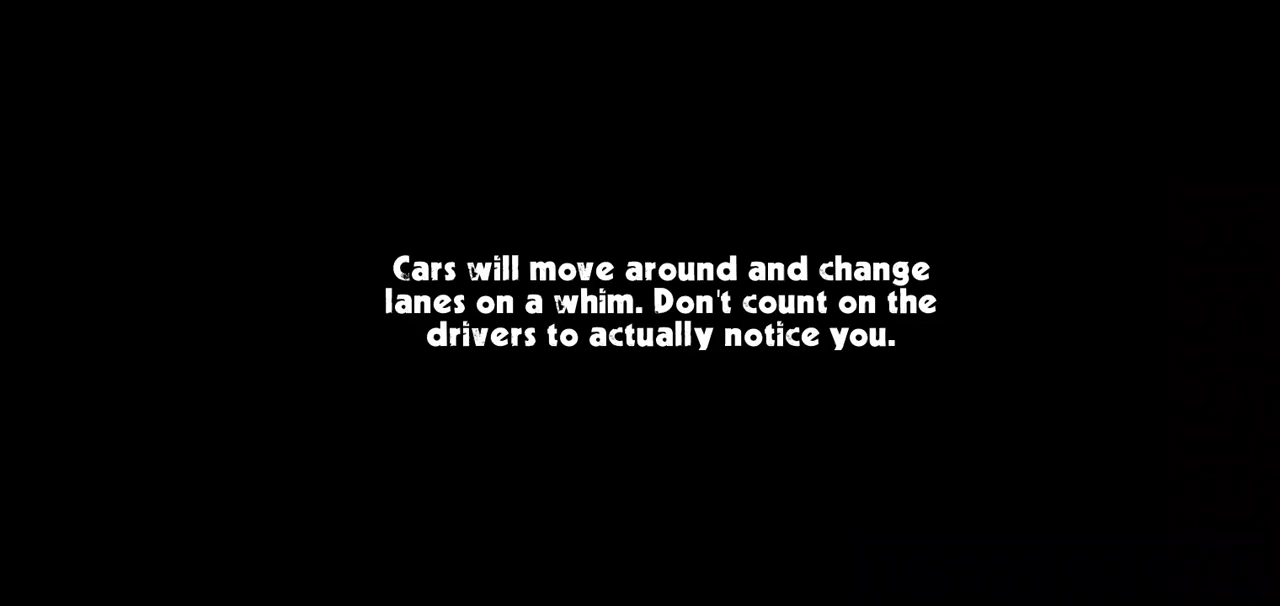 Cars will move around and change
lanes on a whim. Don't count on the
drivers to actually notice you.